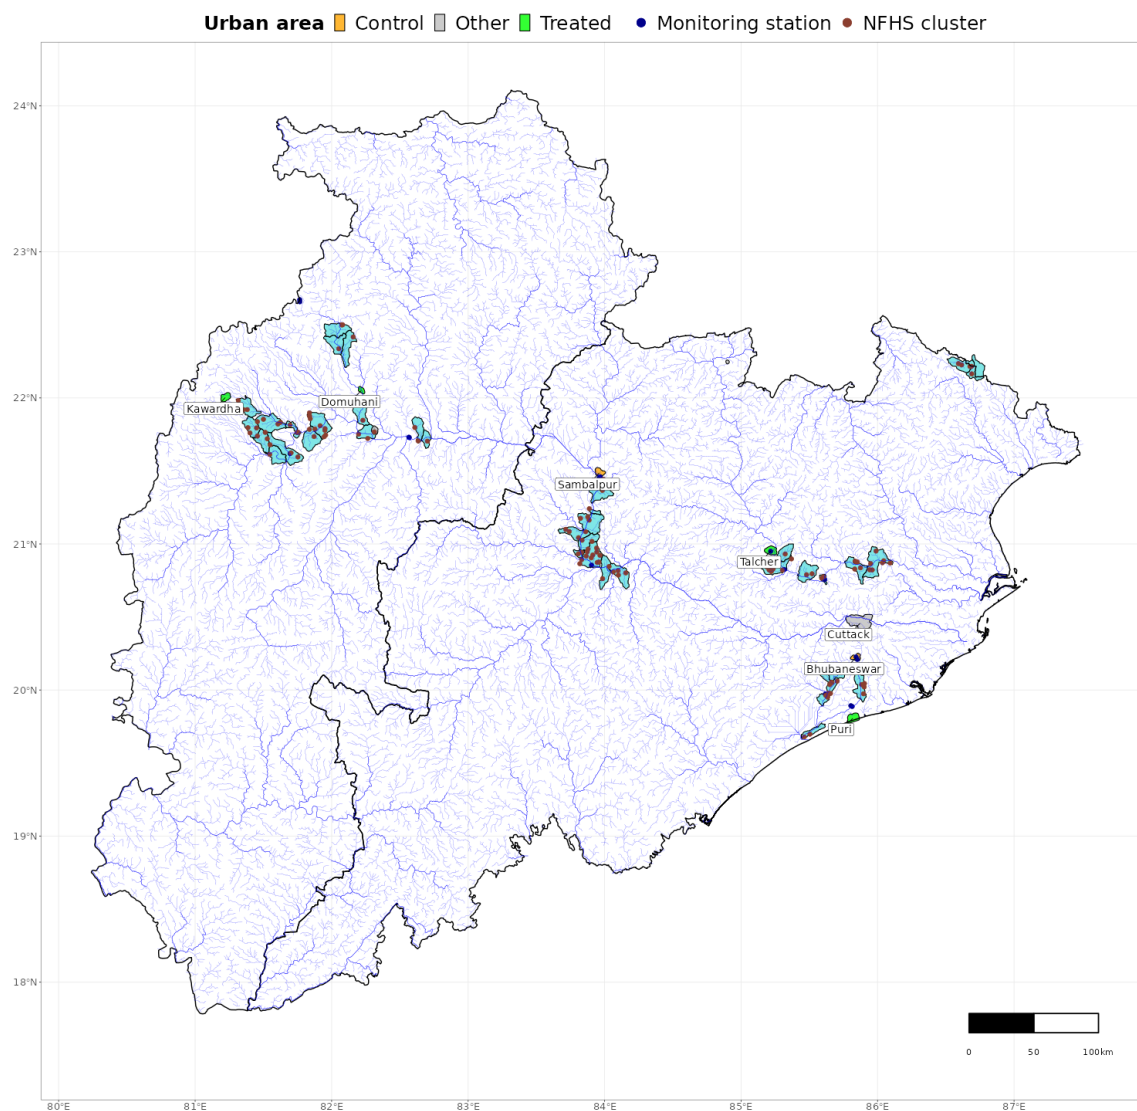 Urban area Control Other Treated Monitoring station NFHS cluster
24°N
23°N
22°N
Domuhani
Kawardha
Sambalpur
21°N
Talcher
Cuttack
20°N
Bhubaneswar
Puri
19°N
18°N
0 50 100km
80°E 81°E 82°E 83°E 84°E 85°E 86°E 87°E